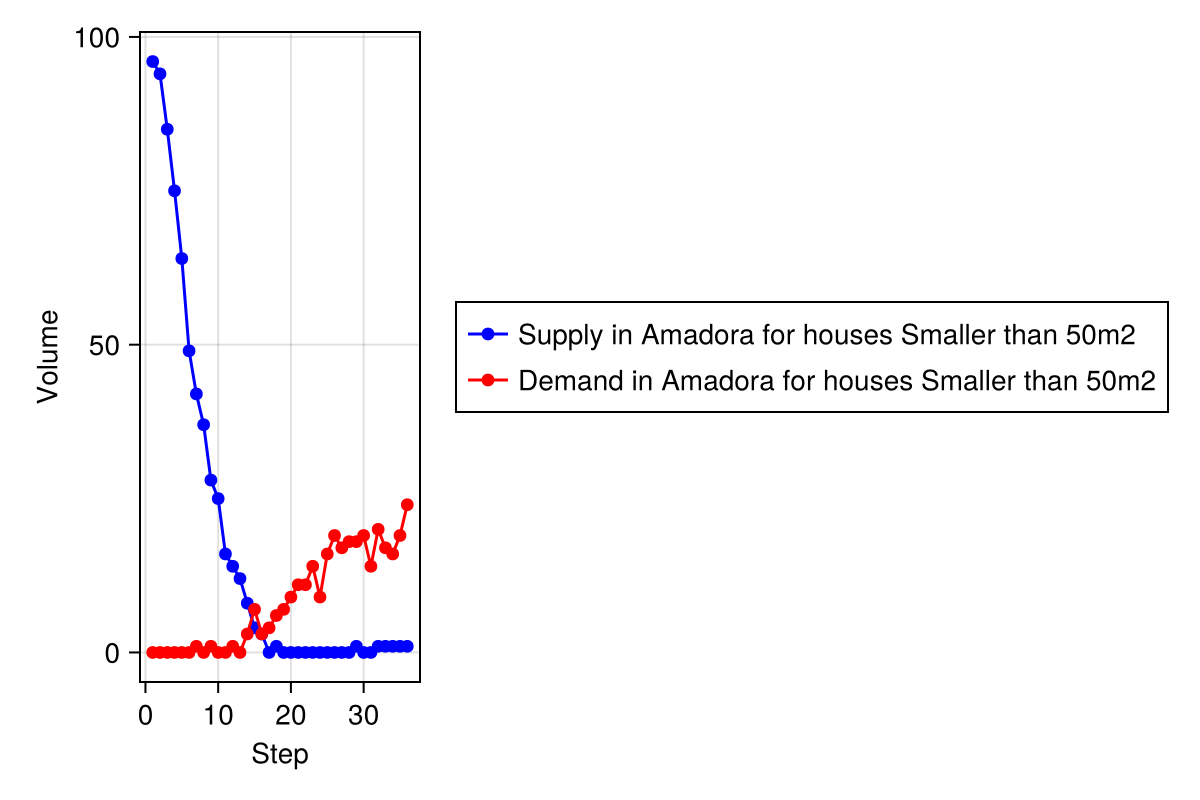 100
50
0
Volume
0 10 20 30
Step
Supply in Amadora for houses Smaller than 50m2
Demand in Amadora for houses Smaller than 50m2